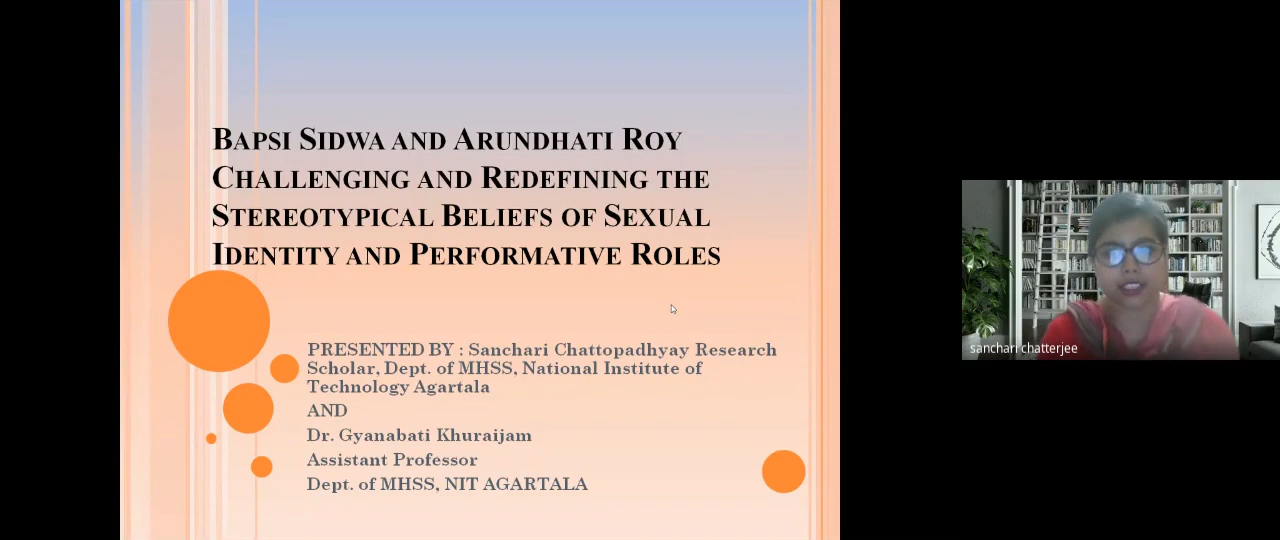 BAPSI SIDWA AND ARUNDHATI ROY
CHALLENGING AND REDEFINING THE
STEREOTYPICAL BELIEFS OF SEXUAL
IDENTITY AND PERFORMATIVE ROLES
PRESENTED BY : Sanchari Chattopadhyay Research
Scholar, Dept. of MHSS, National Institute of
Technology Agartala
AND
Dr. Gyanabati Khuraijam
Assistant Professor
Dept. of MHSS, NIT AGARTALA
sanchari chatterjee